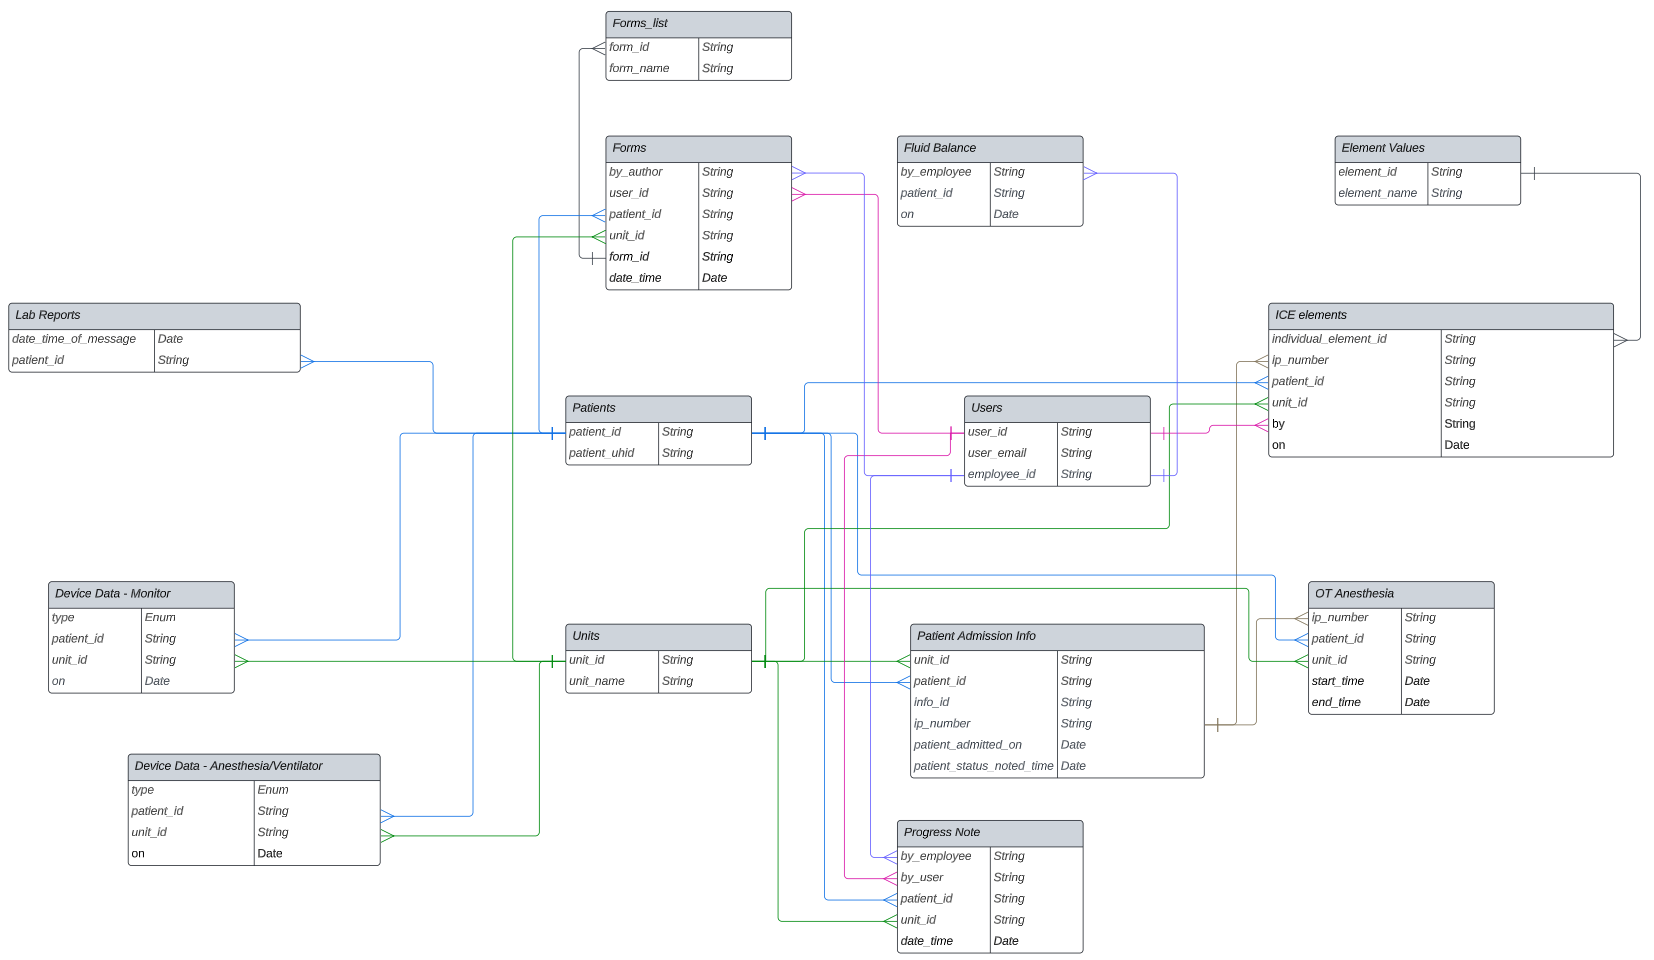 Forms_list
form_id String
form_name String
Forms
by_author String
user_id String
patient_id String
unit_id String
form_id String
date_time Date
Fluid Balance
by_employee String
patient_id String
on Date
Element Values
element_id String
element_name String
Lab Reports
date_time_of_message Date
patient_id String
ICE elements
individual_element_id String
ip_number String
patient_id String
unit_id String
by String
on Date
Patients
patient_id String
patient_uhid String
Users
user_id String
user_email String
employee_id String
Device Data - Monitor
type Enum
patient_id String
unit_id String
on Date
Units
unit_id String
unit_name String
Patient Admission Info
unit_id String
patient_id String
info_id String
ip_number String
patient_admitted_on Date
patient_status_noted_time Date
OT Anesthesia
ip_number String
patient_id String
unit_id String
start_time Date
end_time Date
Device Data - Anesthesia/Ventilator
type Enum
patient_id String
unit_id String
on Date
Progress Note
by_employee String
by_user String
patient_id String
unit_id String
date_time Date